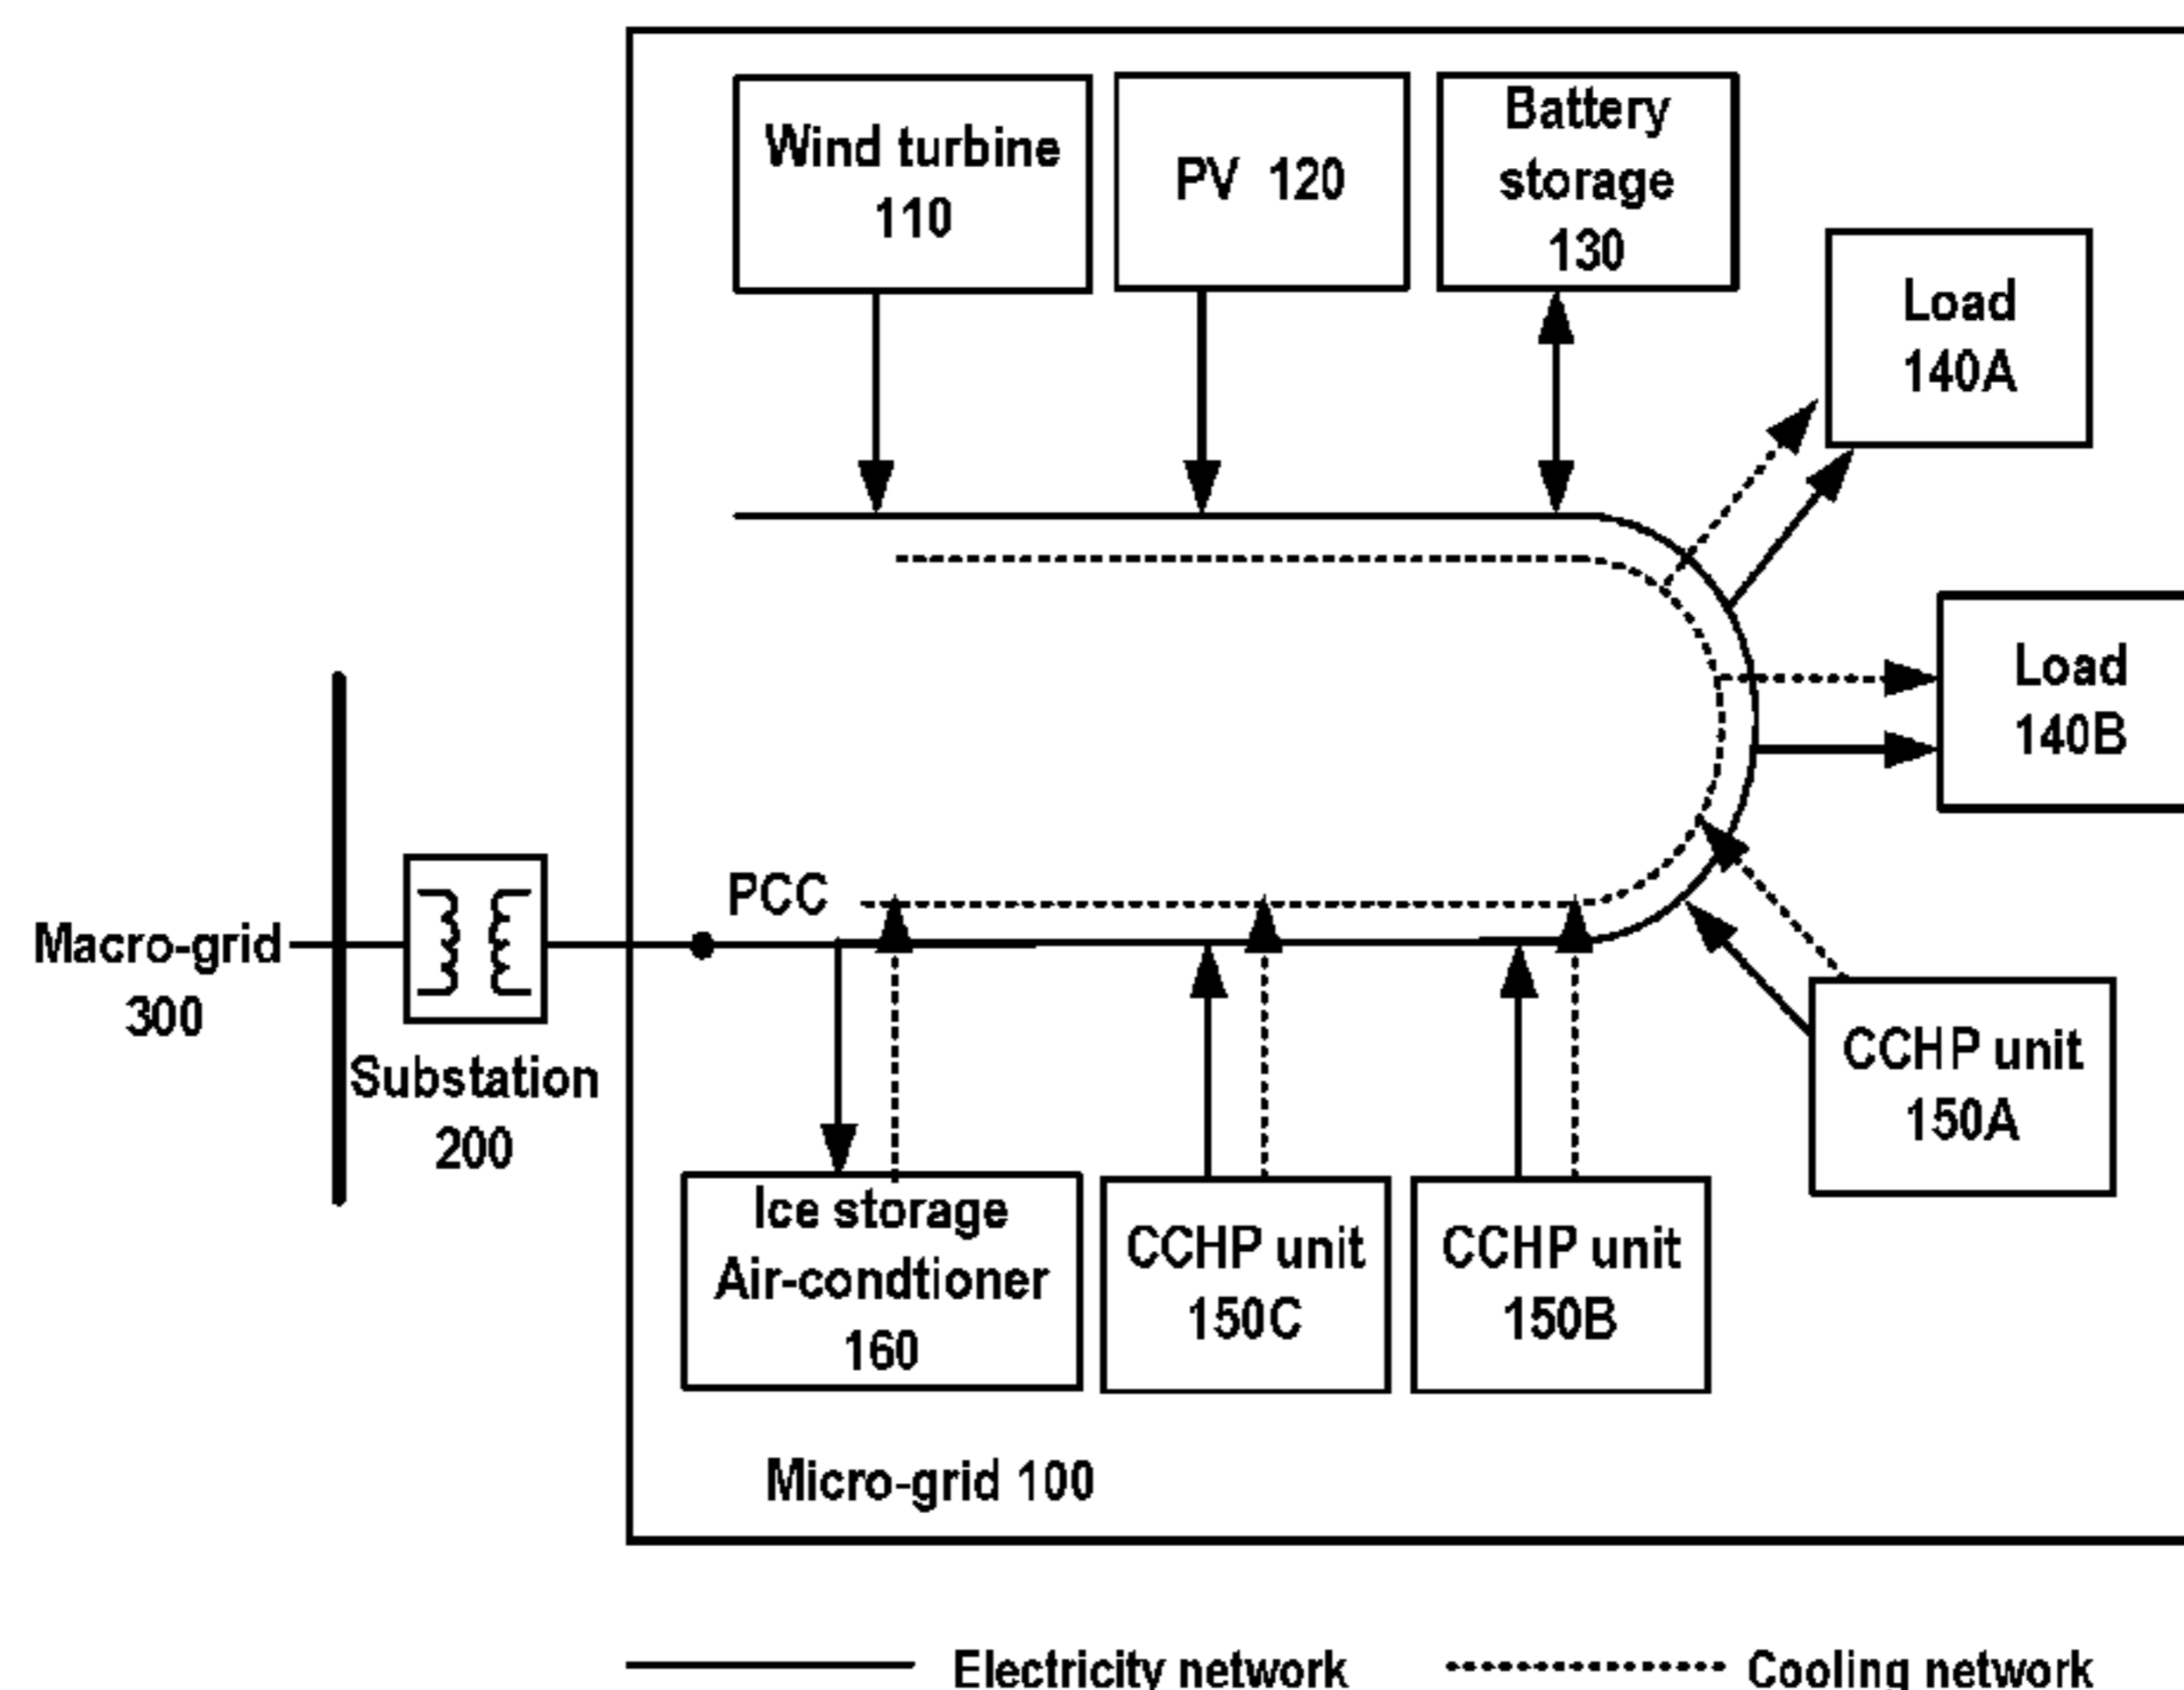 Wind turbine
110
PV 120
Battery
storage
130
Load
140A
Load
140B
PCC
Macro-grid
300
Substation
200
CCHP unit
150A
Ice storage
Air-condtioner
160
CCHP unit
150C
CCHP unit
150B
Micro-grid 100
Electricity network
Cooling network